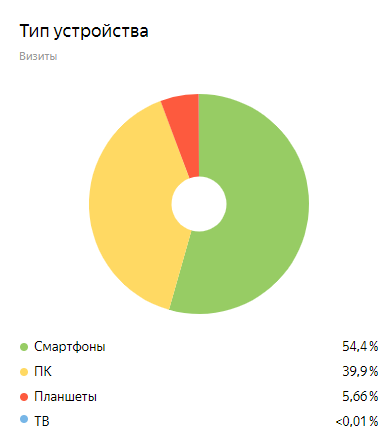 Тип устройства
Визиты
Смартфоны 54,4 %
ПК 39,9 %
Планшеты 5,66 %
ТВ <0,01 %